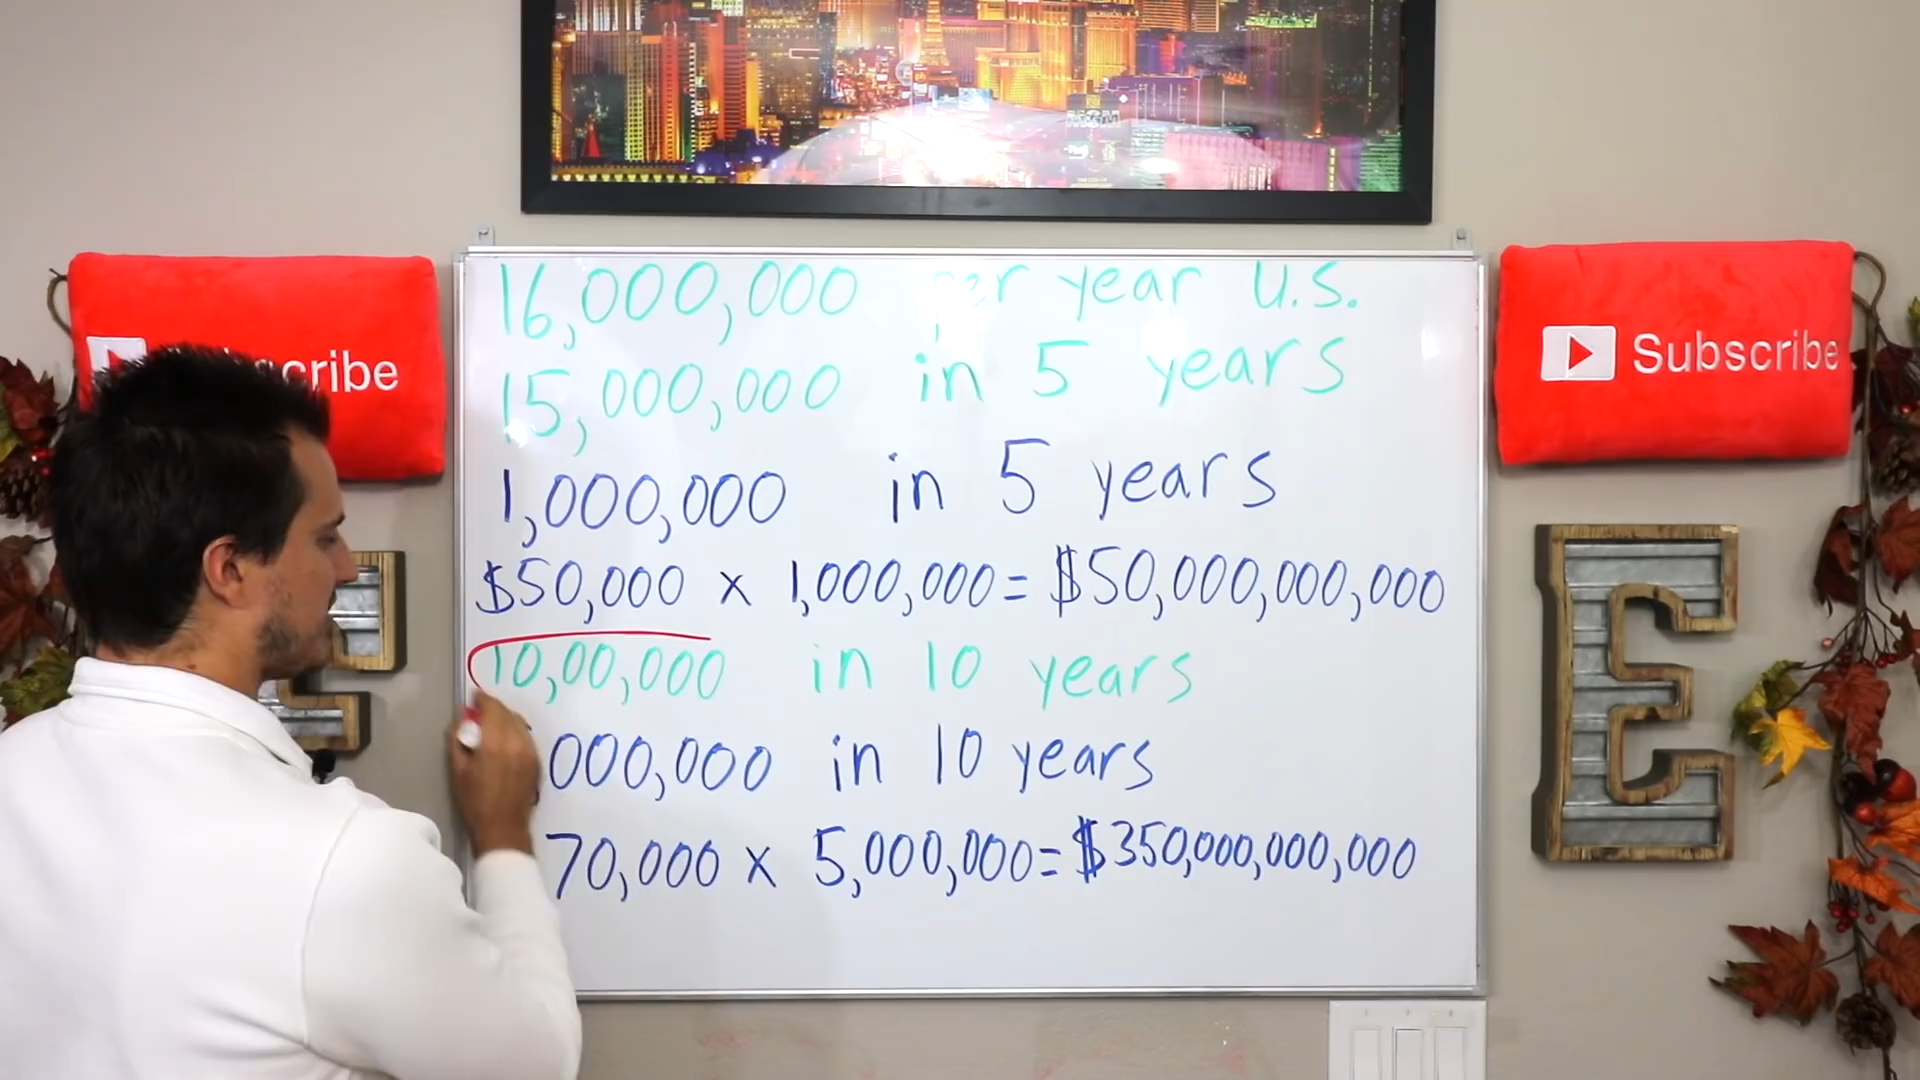 16,000,000 per year U.S.
15,000,000 in 5 years
1,000,000 in 5 years
$50,000 x 1,000,000 = $50,000,000,000
10,00,000 in 10 years
000,000 in 10 years
70,000 x 5,000,000 = $350,000,000,000
Subscribe
E